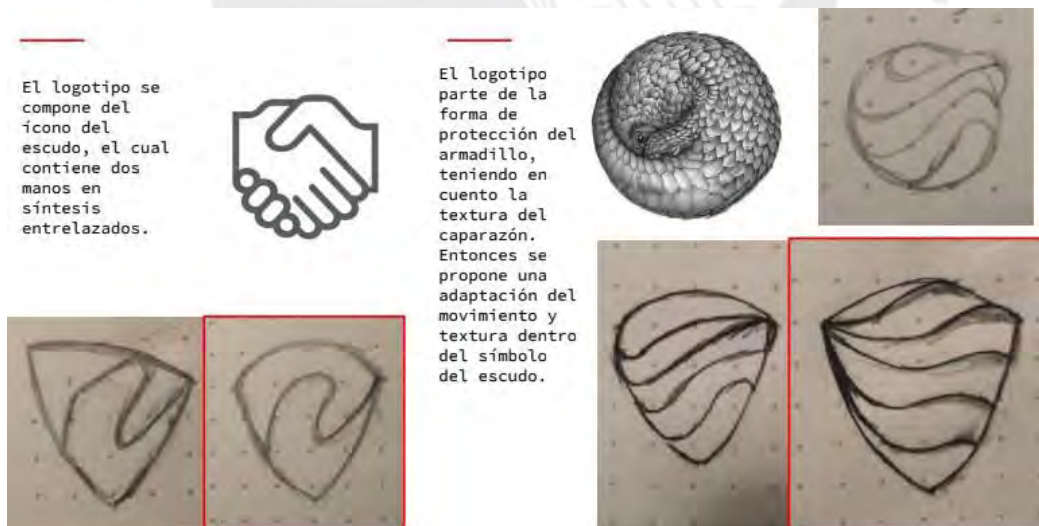 El logotipo se
compone del
ícono del
escudo, el cual
contiene dos
manos en
síntesis
entrelazados.
El logotipo
parte de la
forma de
protección del
armadillo,
teniendo en
cuento la
textura del
caparazón.
Entonces se
propone una
adaptación del
movimiento y
textura dentro
del símbolo
del escudo.